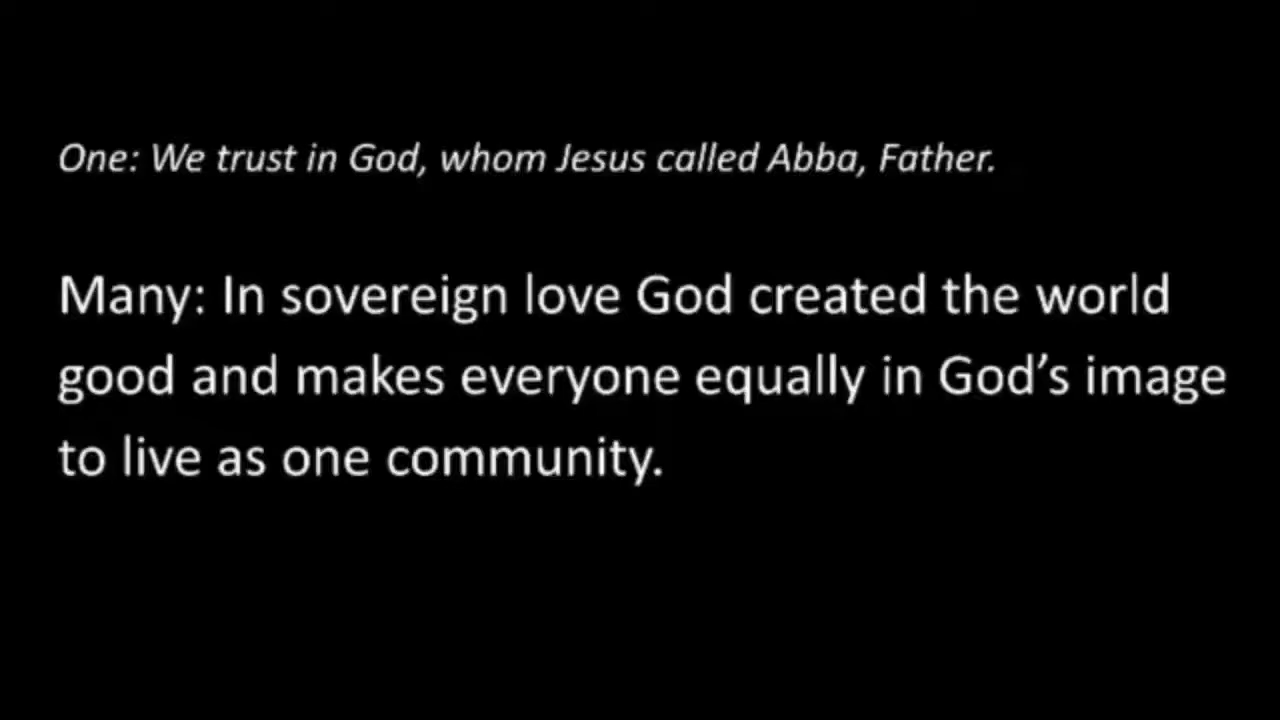 One: We trust in God, whom Jesus called Abba, Father.
Many: In sovereign love God created the world
good and makes everyone equally in God’s image
to live as one community.